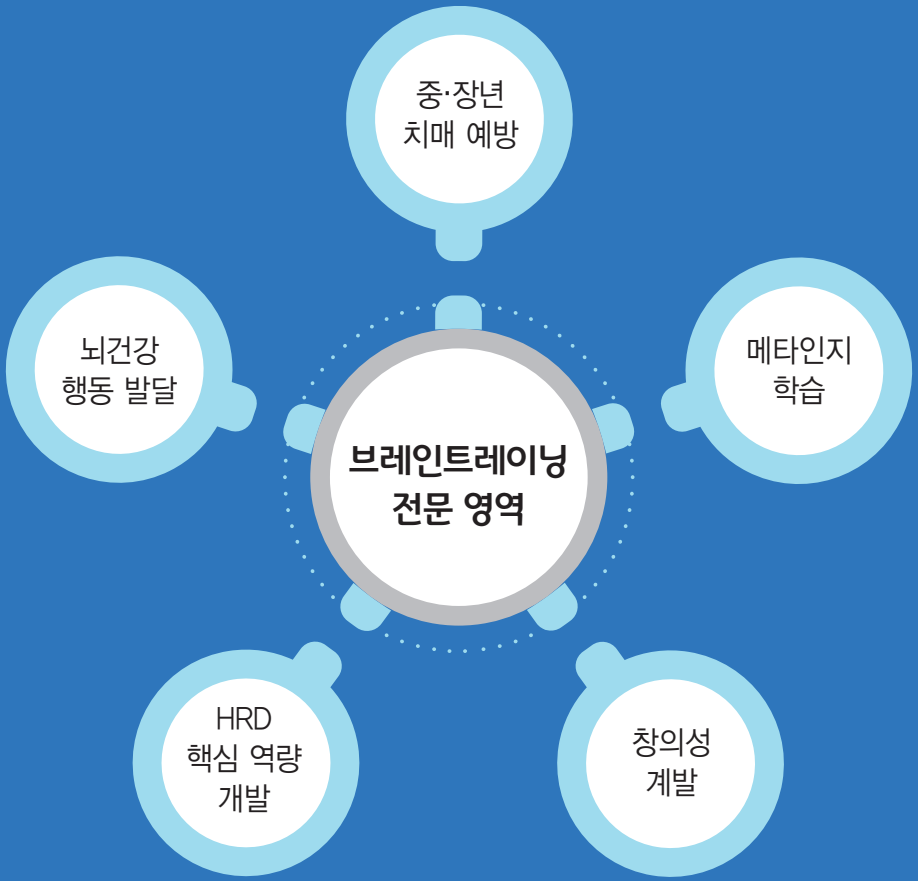 중·장년
치매 예방
뇌건강
행동 발달
메타인지
학습
브레인트레이닝
전문 영역
HRD
핵심 역량
개발
창의성
계발